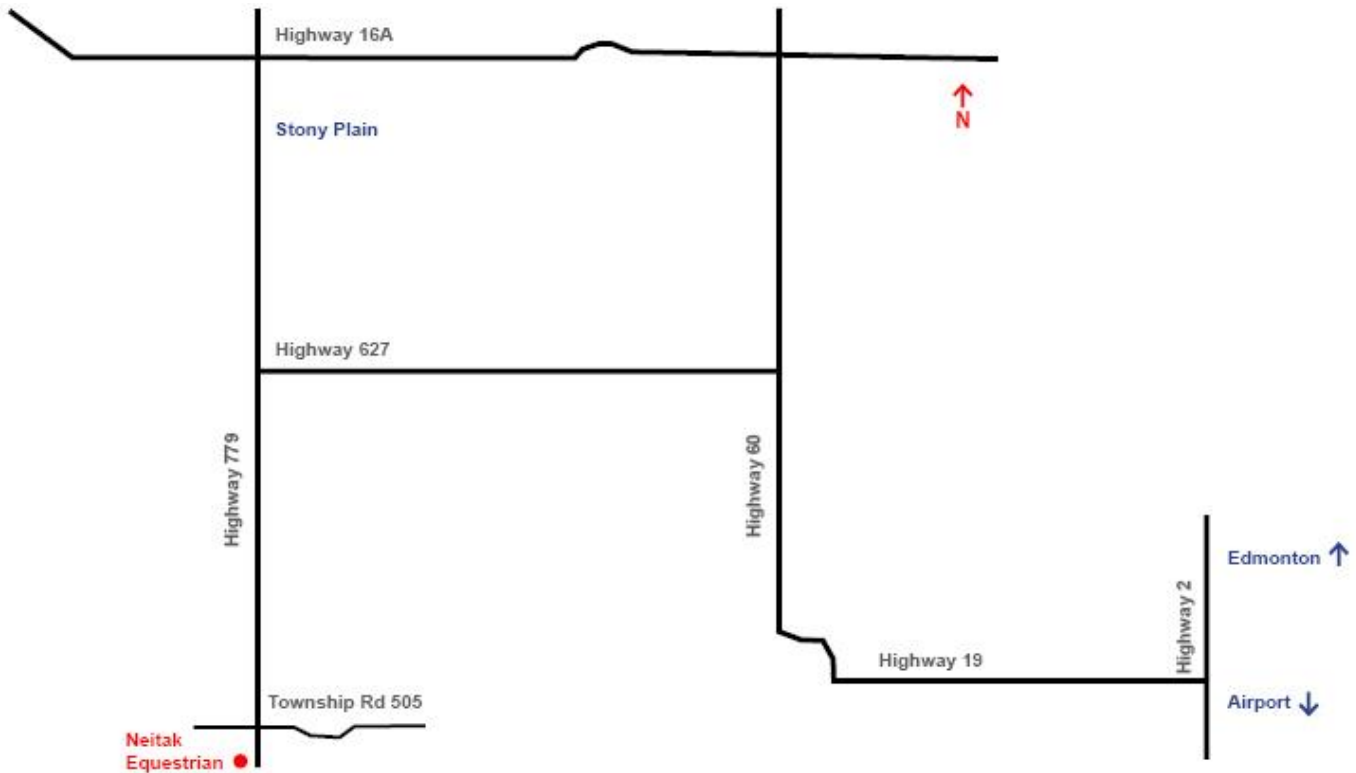 Highway 16A
N
Stony Plain
Highway 627
Highway 779
Highway 60
Edmonton
Highway 2
Highway 19
Township Rd 505
Airport
Neitak
Equestrian